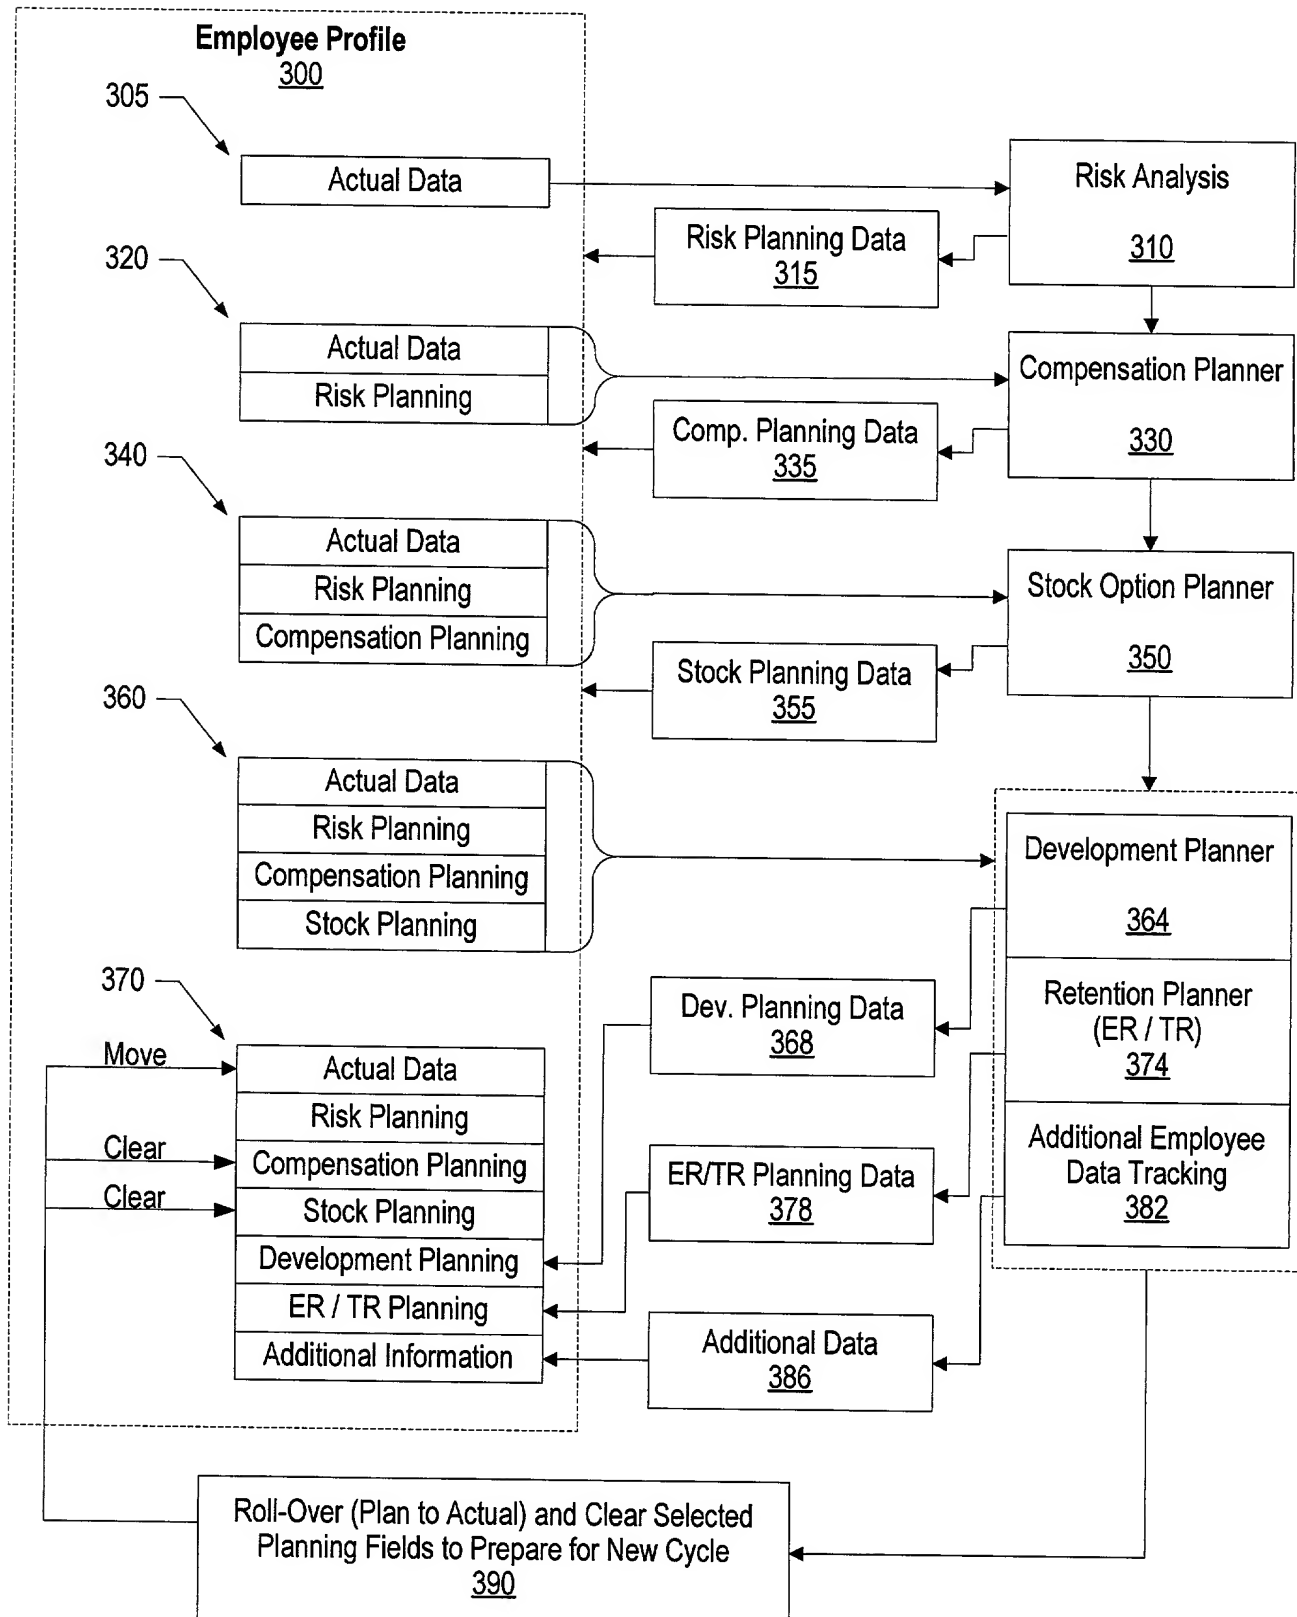 Employee Profile
300
305
Actual Data
Risk Analysis
310
Risk Planning Data
315
320
Actual Data
Risk Planning
Compensation Planner
330
Comp. Planning Data
335
340
Actual Data
Risk Planning
Compensation Planning
Stock Option Planner
350
Stock Planning Data
355
360
Actual Data
Risk Planning
Compensation Planning
Stock Planning
Development Planner
364
Retention Planner
(ER / TR)
374
Additional Employee
Data Tracking
382
Dev. Planning Data
368
ER/TR Planning Data
378
Additional Data
386
370
Move
Clear
Clear
Actual Data
Risk Planning
Compensation Planning
Stock Planning
Development Planning
ER / TR Planning
Additional Information
Roll-Over (Plan to Actual) and Clear Selected
Planning Fields to Prepare for New Cycle
390